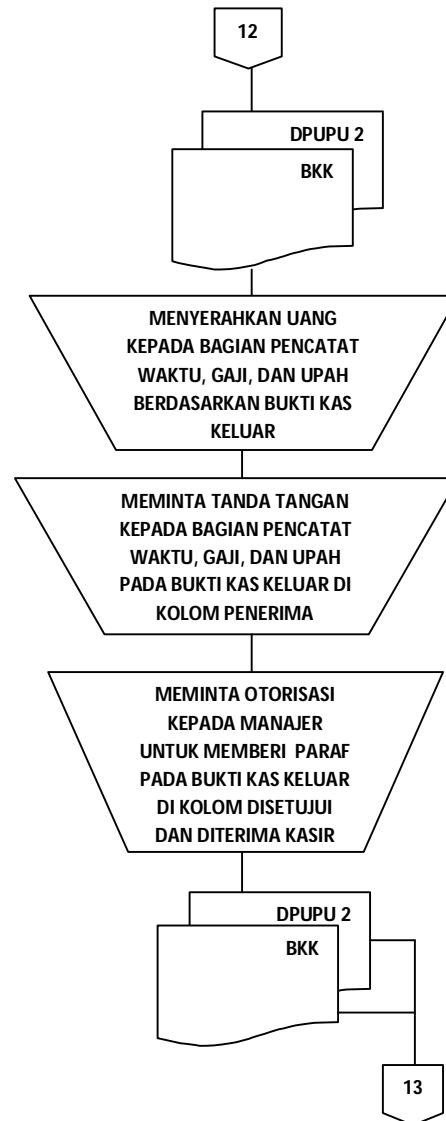 12
DPUPU 2
BKK
MENYERAHKAN UANG
KEPADA BAGIAN PENCATAT
WAKTU, GAJI, DAN UPAH
BERDASARKAN BUKTI KAS
KELUAR
MEMINTA TANDA TANGAN
KEPADA BAGIAN PENCATAT
WAKTU, GAJI, DAN UPAH
PADA BUKTI KAS KELUAR DI
KOLOM PENERIMA
MEMINTA OTORISASI
KEPADA MANAJER
UNTUK MEMBERI PARAF
PADA BUKTI KAS KELUAR
DI KOLOM DISETUJUI
DAN DITERIMA KASIR
DPUPU 2
BKK
13